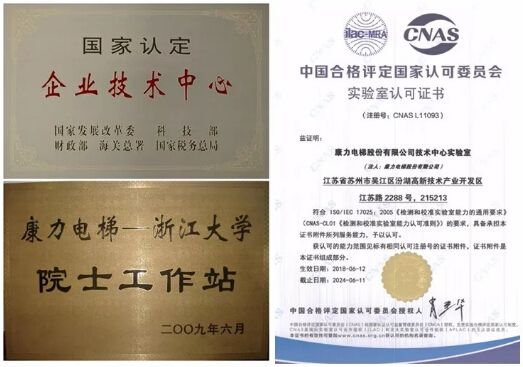 国家认定
企业技术中心
国家发展改革委 科技部
财政部 海关总署 国家税务总局
康力电梯—浙江大学
院士工作站
二〇〇九年六月
ilac-MRA
CNAS
中国合格评定国家认可委员会
实验室认可证书
(注册号：CNAS L11093)
兹证明：
康力电梯股份有限公司技术中心实验室
(法人：康力电梯股份有限公司)
江苏省苏州市吴江区汾湖高新技术产业开发区
江苏路 2288 号，215213
符合 ISO/IEC 17025：2005《检测和校准实验室能力的通用要求》
(CNAS-CL01《检测和校准实验室能力认可准则》)的要求，具备承担本
证书附件所列服务能力，予以认可。
获认可的能力范围见标有相同认可注册号的证书附件，证书附件是
本证书组成部分。
生效日期：2018-06-12
截止日期：2024-06-11
中国合格评定国家认可委员会授权人